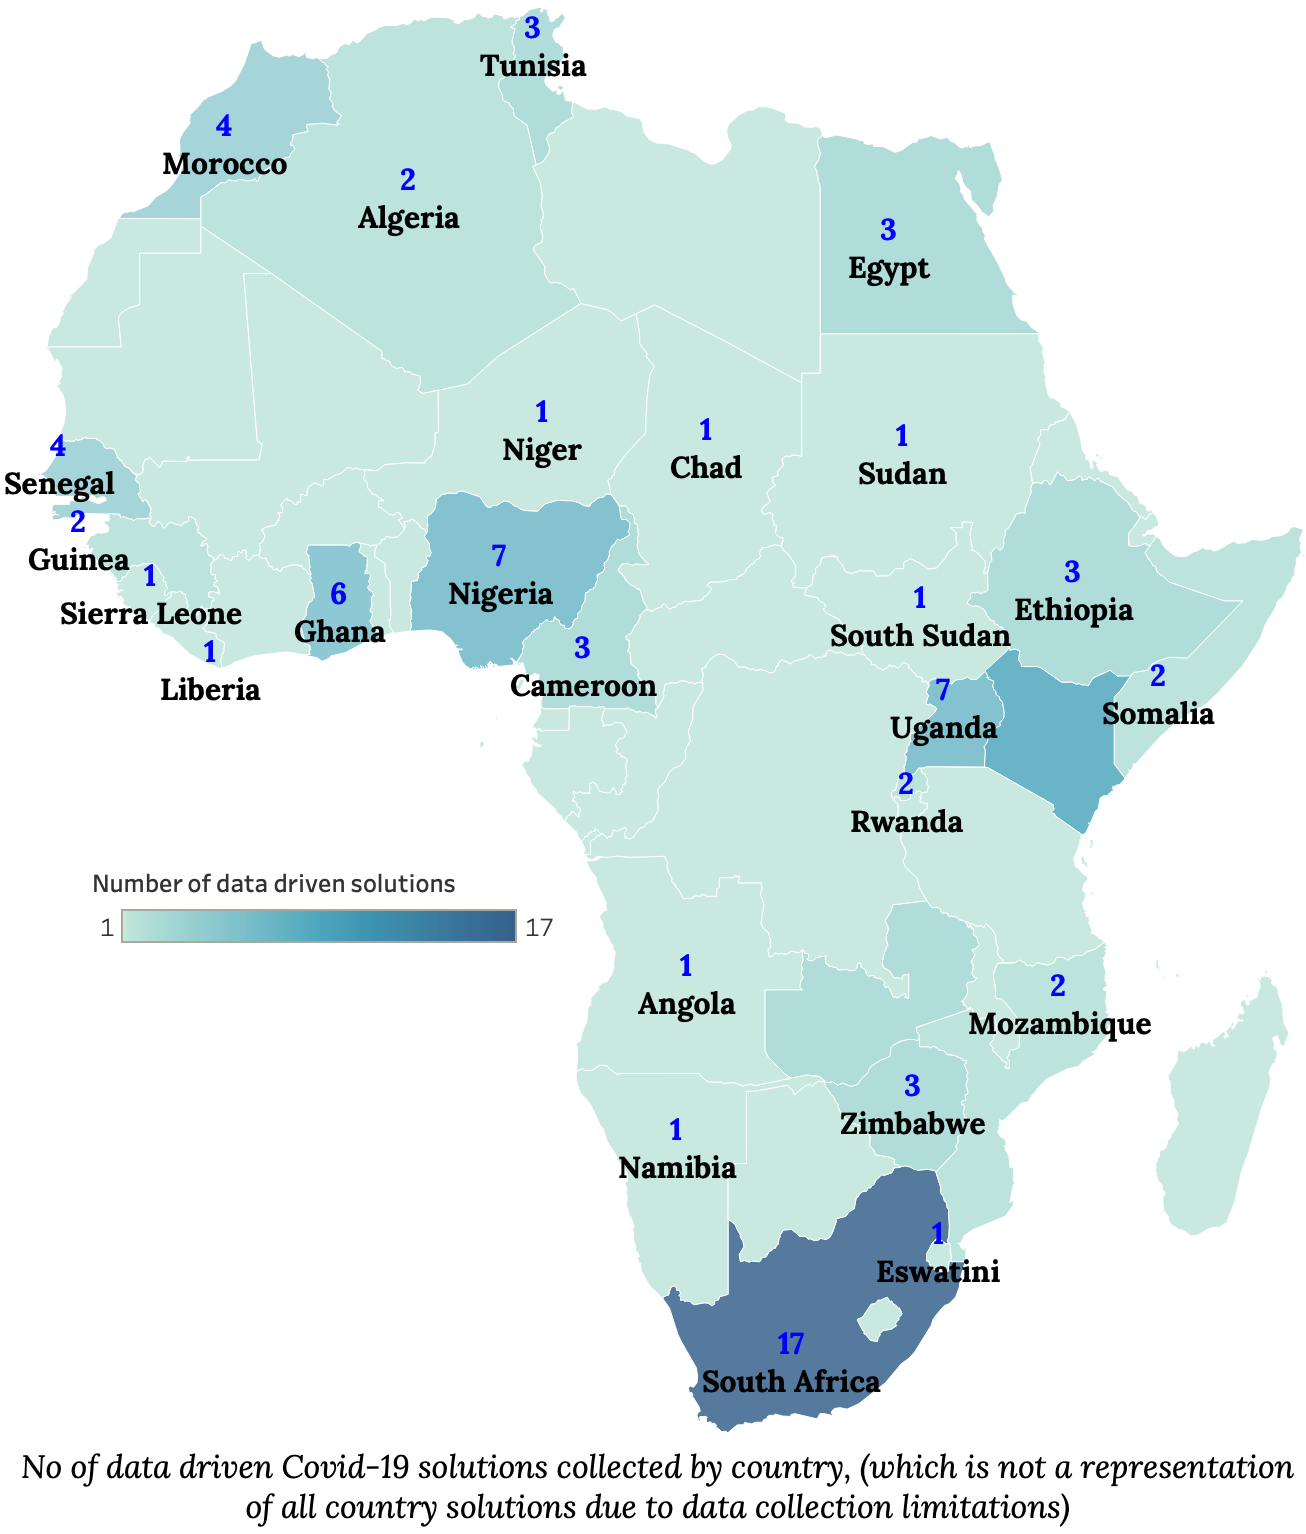 3
Tunisia
4
Morocco
2
Algeria
3
Egypt
1
Niger
1
Chad
1
Sudan
4
Senegal
2
Guinea
1
Sierra Leone
1
Liberia
6
Ghana
7
Nigeria
3
Cameroon
1
South Sudan
3
Ethiopia
2
Somalia
7
Uganda
2
Rwanda
Number of data driven solutions
1 17
1
Angola
2
Mozambique
3
Zimbabwe
1
Namibia
1
Eswatini
17
South Africa
No of data driven Covid-19 solutions collected by country, (which is not a representation
of all country solutions due to data collection limitations)